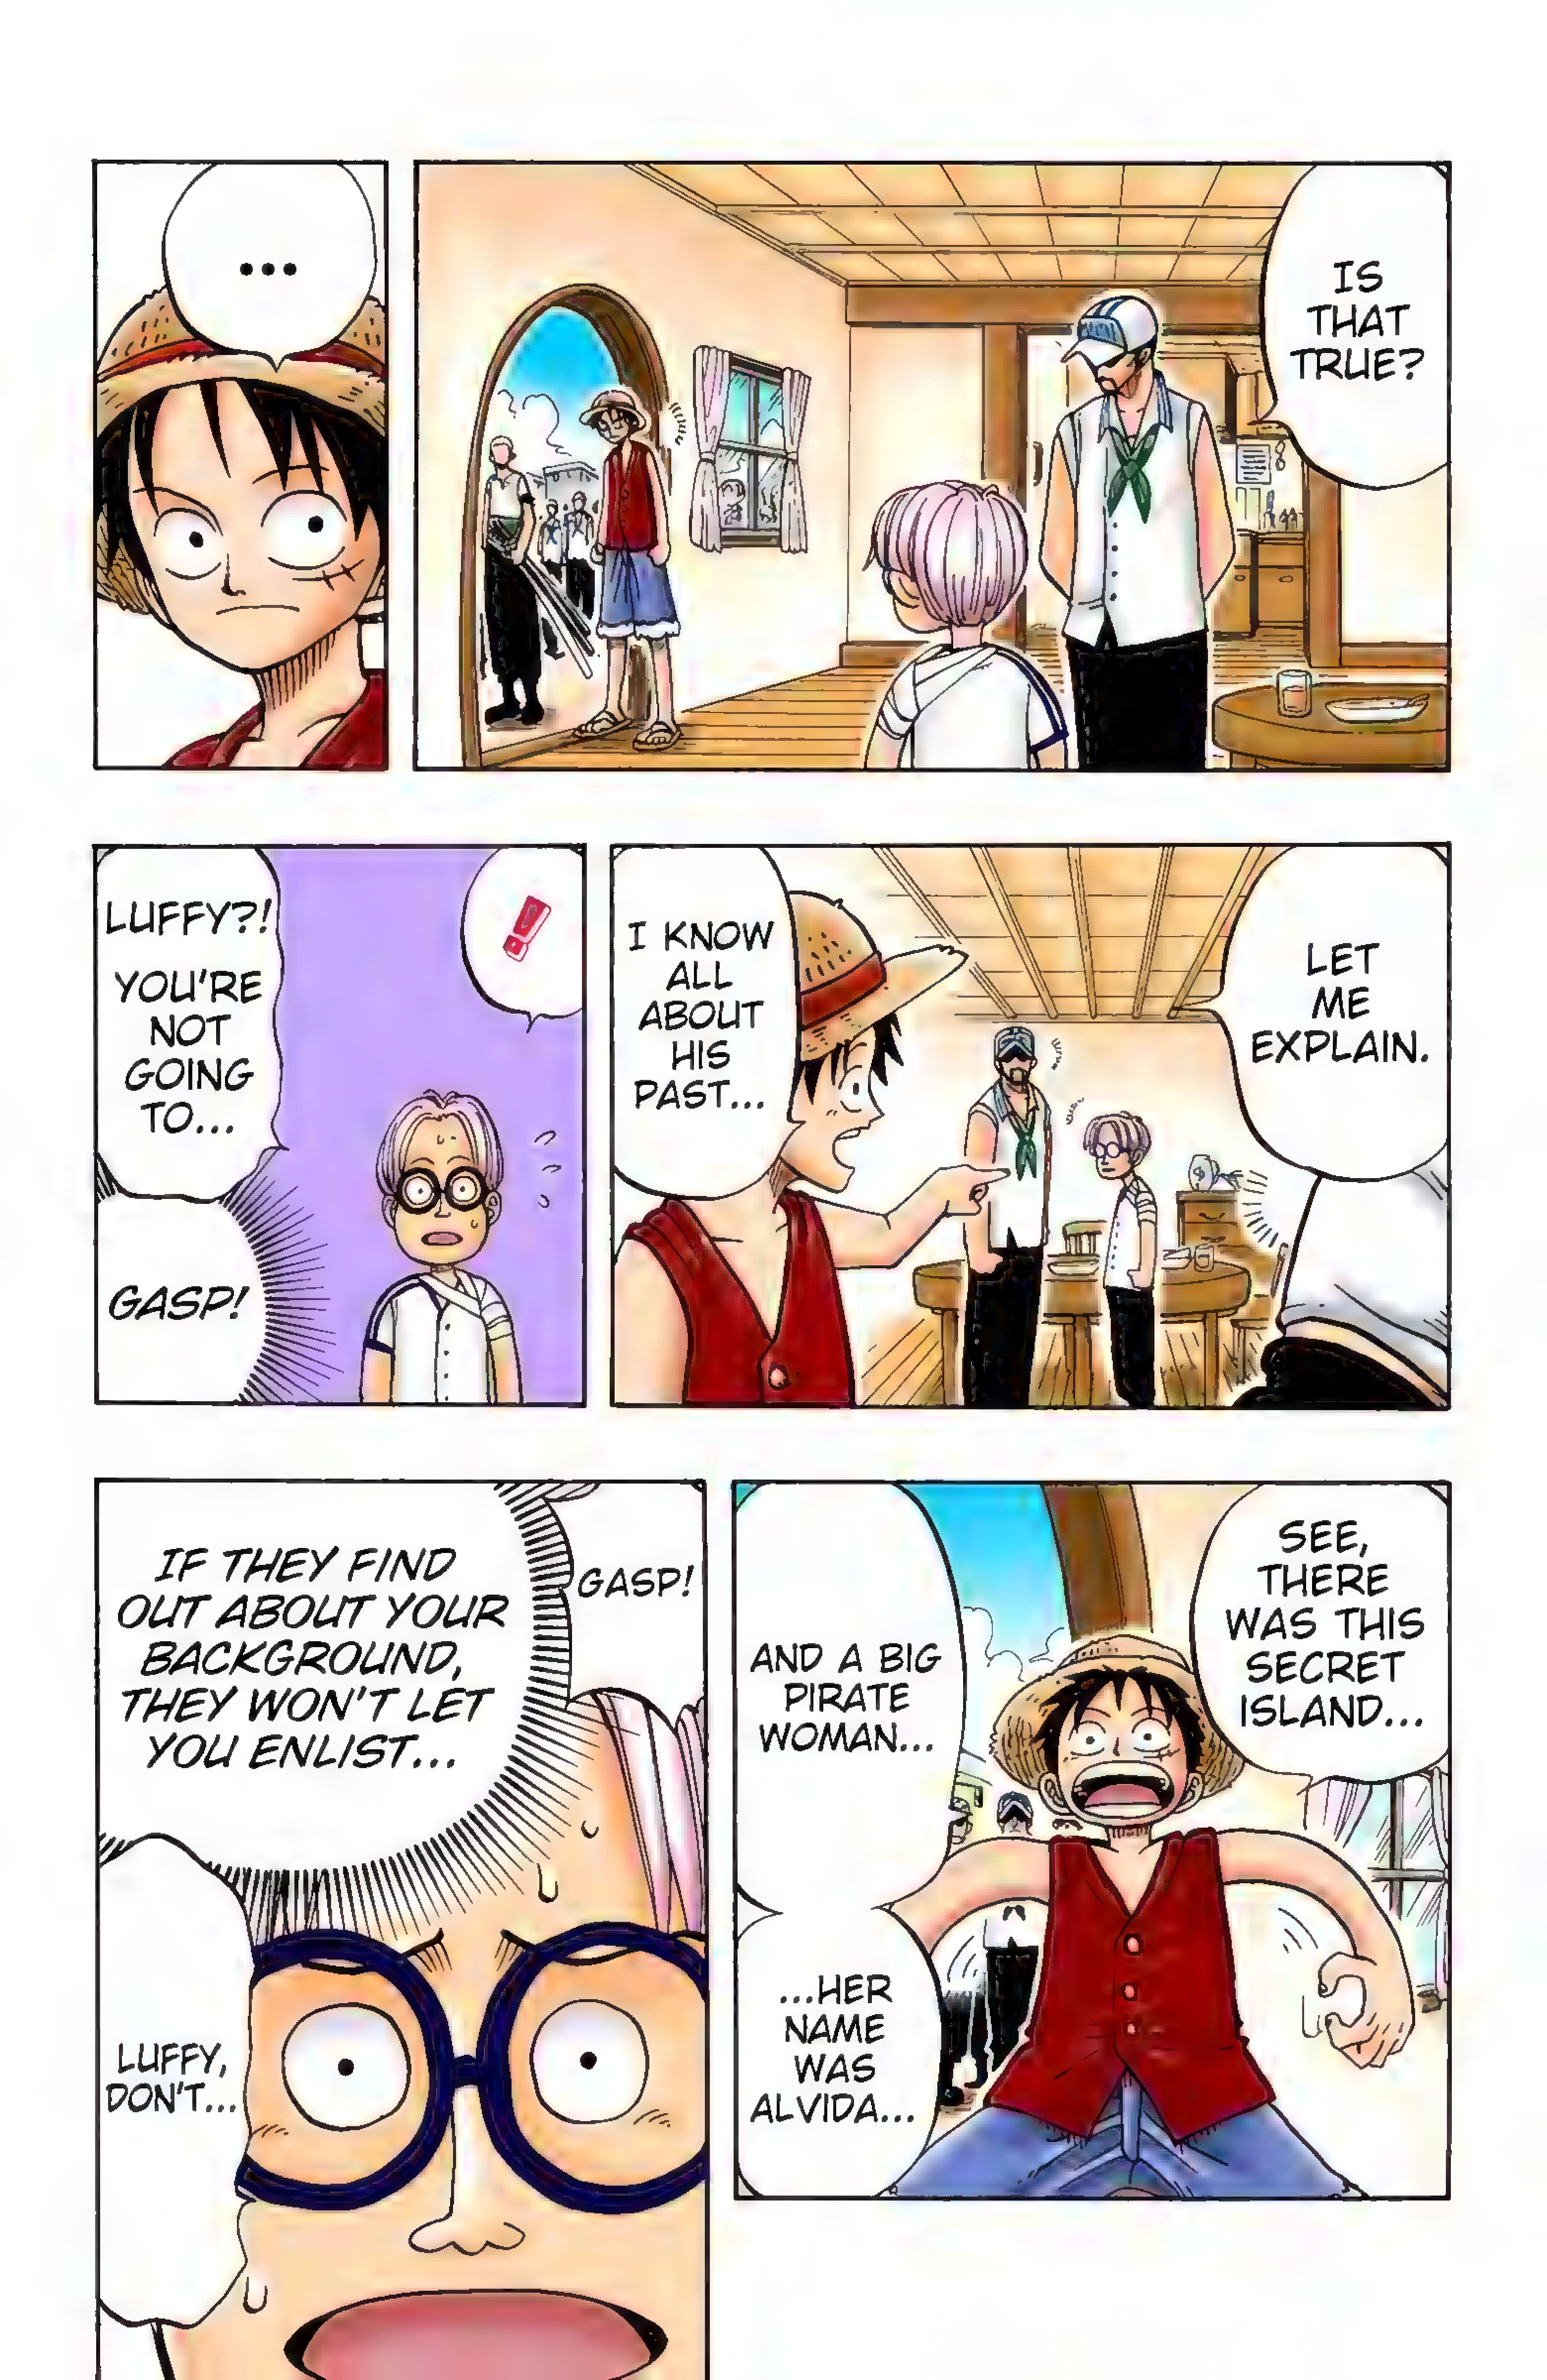 IS
THAT
TRUE?
...
LET
ME
EXPLAIN.
I KNOW
ALL
ABOUT
HIS
PAST...
!
LUFFY?!
YOU'RE
NOT
GOING
TO...
GASP!
SEE,
THERE
WAS THIS
SECRET
ISLAND...
AND A BIG
PIRATE
WOMAN...
...HER
NAME
WAS
ALVIDA...
GASP!
IF THEY FIND
OUT ABOUT YOUR
BACKGROUND,
THEY WON'T LET
YOU ENLIST...
LUFFY,
DON'T...